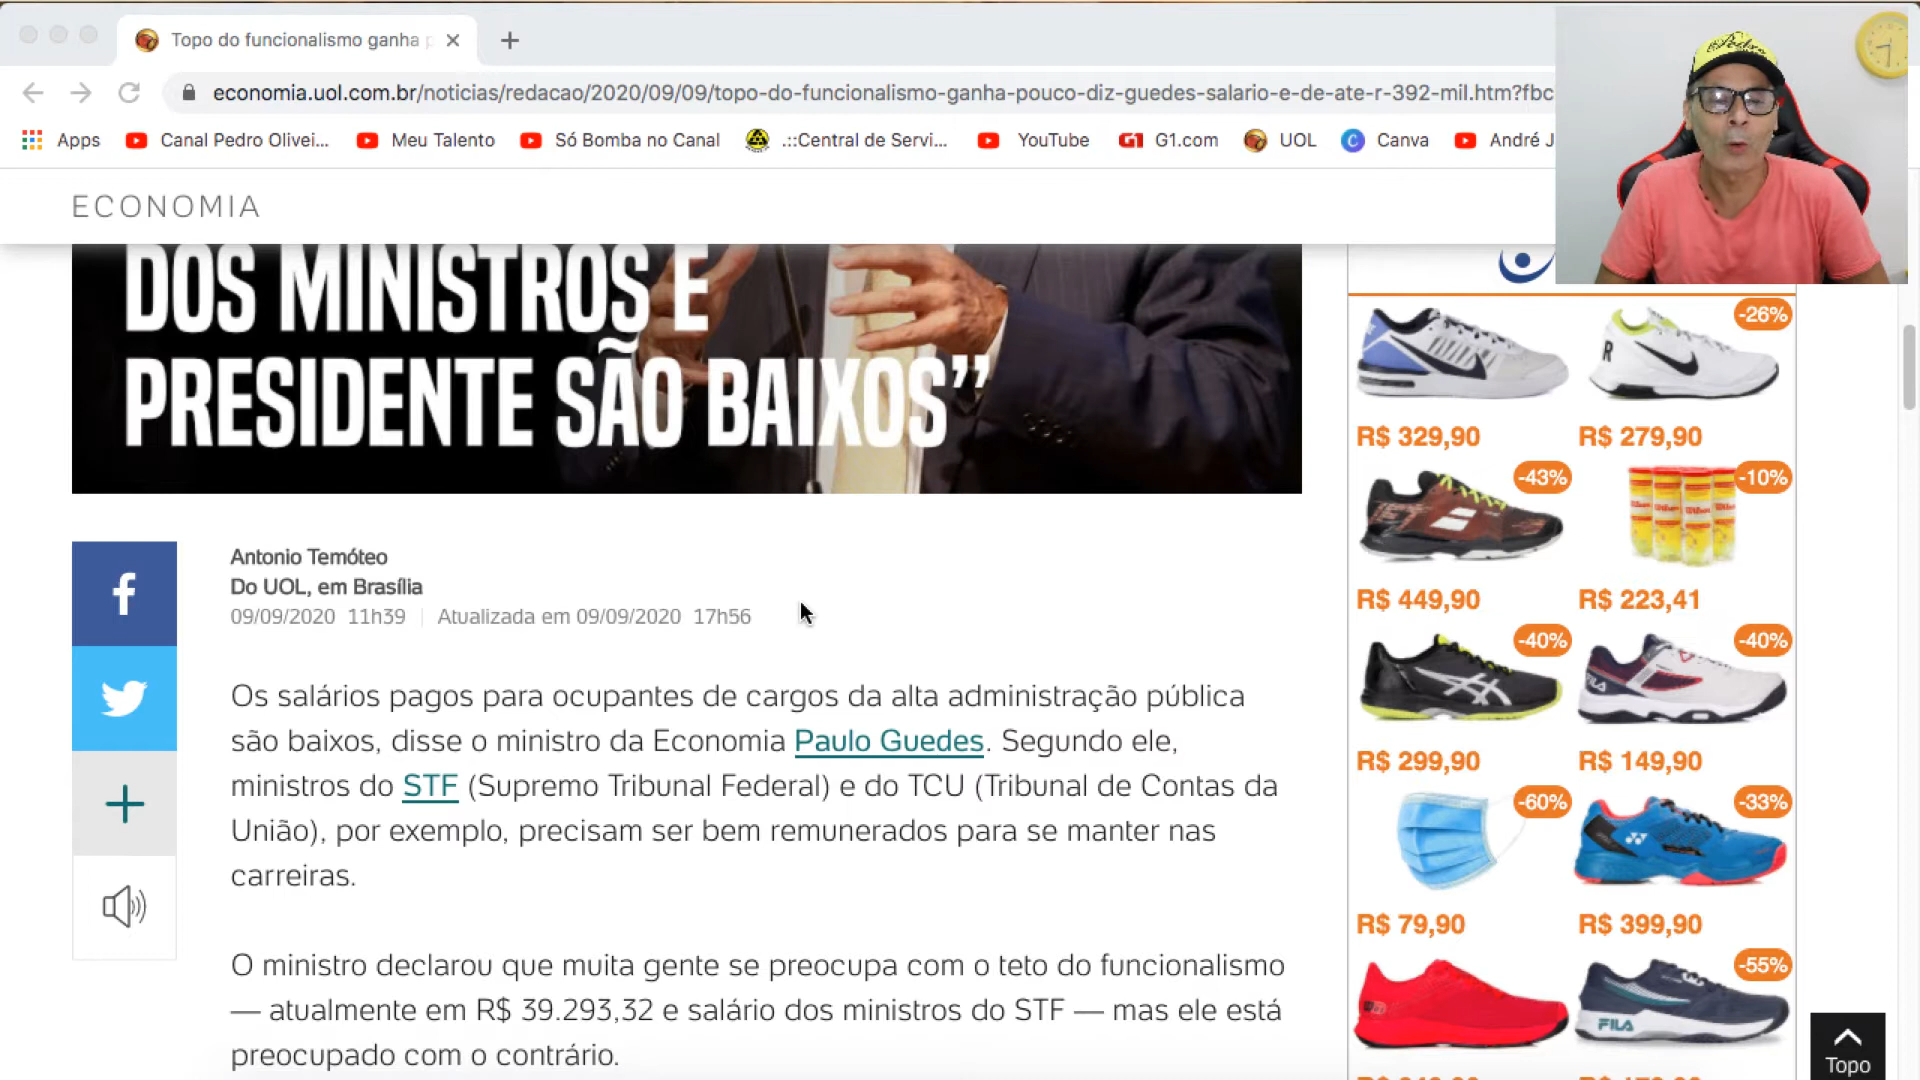 Topo do funcionalismo ganha
economia.uol.com.br/noticias/redacao/2020/09/09/topo-do-funcionalismo-ganha-pouco-diz-guedes-salario-e-de-ate-r-392-mil.htm?fbc
Apps
Canal Pedro Olivei...
Meu Talento
Só Bomba no Canal
.::Central de Servi...
YouTube
G1 G1.com
UOL
Canva
André J
Pedro
ECONOMIA
DOS MINISTROS E
PRESIDENTE SÃO BAIXOS”
Antonio Temóteo
Do UOL, em Brasília
09/09/2020 11h39 | Atualizada em 09/09/2020 17h56
Os salários pagos para ocupantes de cargos da alta administração pública
são baixos, disse o ministro da Economia Paulo Guedes. Segundo ele,
ministros do STF (Supremo Tribunal Federal) e do TCU (Tribunal de Contas da
União), por exemplo, precisam ser bem remunerados para se manter nas
carreiras.
O ministro declarou que muita gente se preocupa com o teto do funcionalismo
— atualmente em R$ 39.293,32 e salário dos ministros do STF — mas ele está
preocupado com o contrário.
-26%
R$ 329,90
R$ 279,90
-43%
-10%
Wilson
R$ 449,90
R$ 223,41
-40%
-40%
FILA
R$ 299,90
R$ 149,90
-60%
-33%
R$ 79,90
R$ 399,90
-55%
FILA
Topo